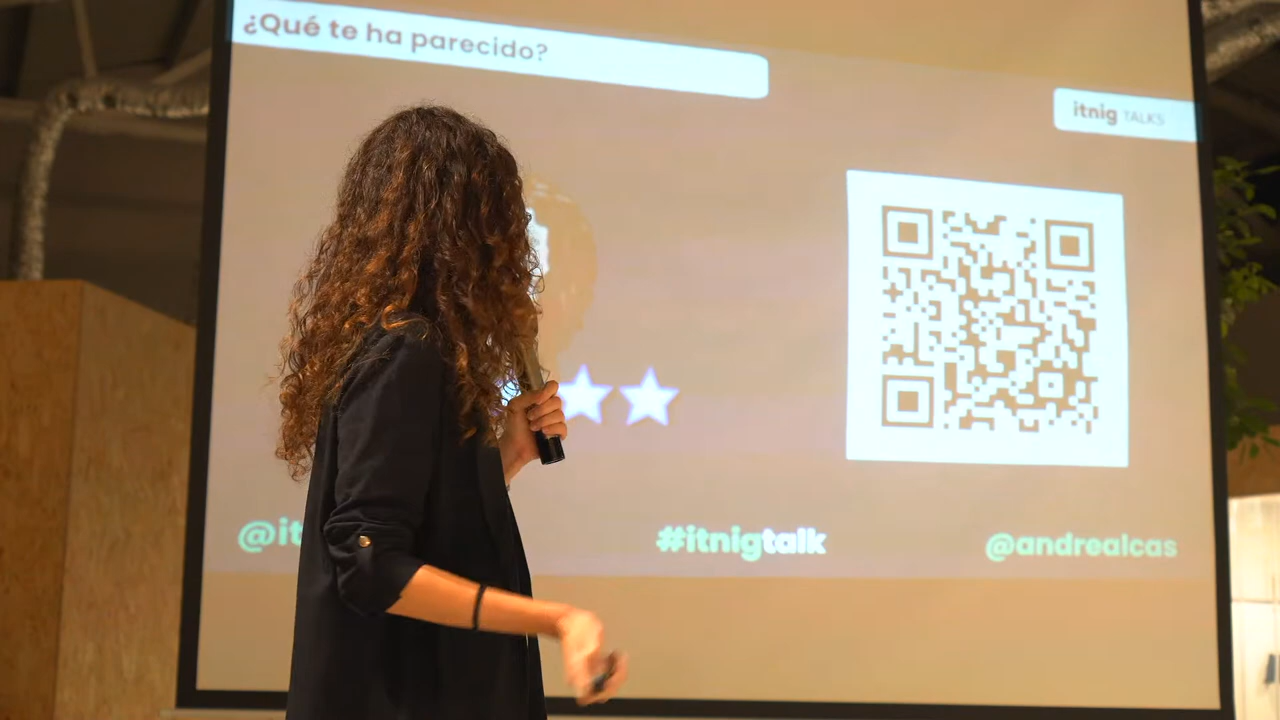 ¿Qué te ha parecido?
itnig TALKS
#itnigtalk
@andrealcas